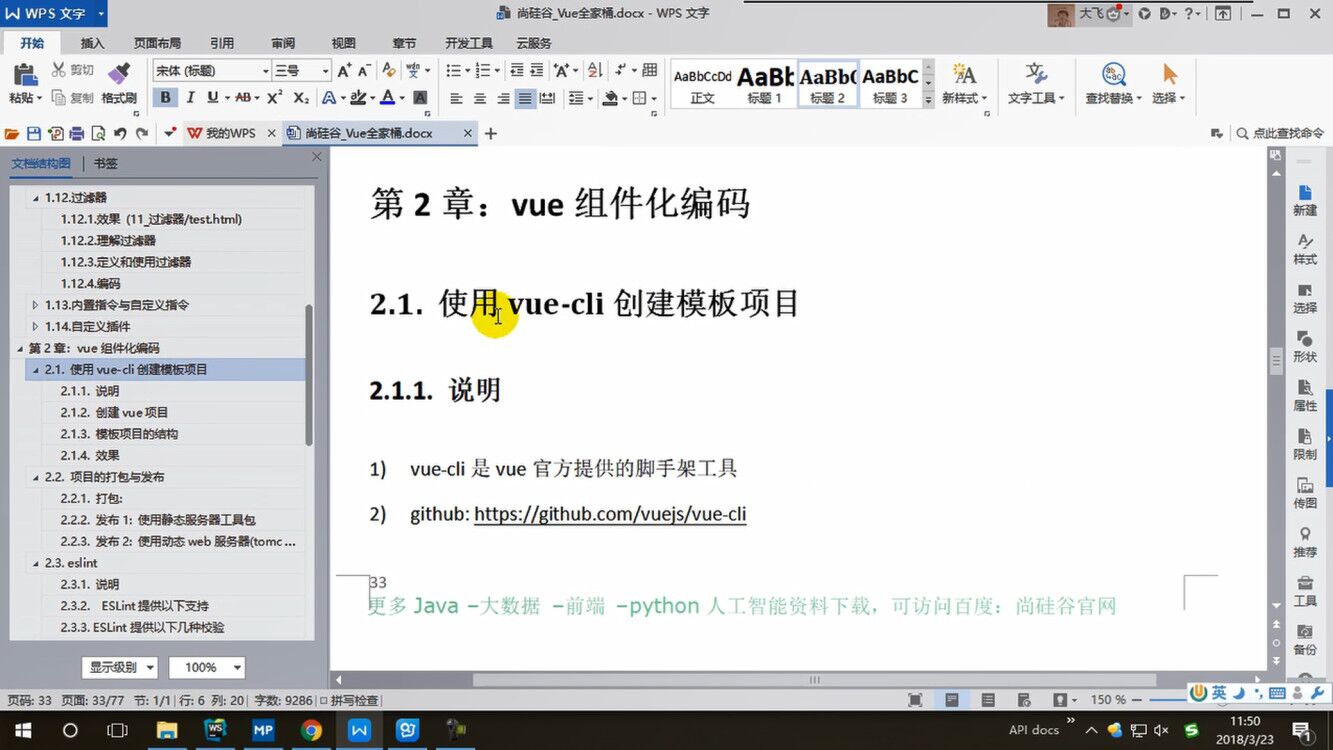 WPS 文字
尚硅谷_Vue全家桶.docx - WPS 文字
大飞
开始 插入 页面布局 引用 审阅 视图 章节 开发工具 云服务
粘贴 剪切 复制 格式刷
宋体 (标题) 三号
AaBbCcDd AaBb AaBb( AaBbC
正文 标题 1 标题 2 标题 3 新样式 文字工具 查找替换 选择
我的WPS 尚硅谷_Vue全家桶.docx 点此查找命令
文档结构图 书签
1.12.过滤器
1.12.1.效果 (11_过滤器/test.html)
1.12.2.理解过滤器
1.12.3.定义和使用过滤器
1.12.4.编码
1.13.内置指令与自定义指令
1.14.自定义插件
第 2 章: vue 组件化编码
2.1. 使用 vue-cli 创建模板项目
2.1.1. 说明
2.1.2. 创建 vue 项目
2.1.3. 模板项目的结构
2.1.4. 效果
2.2. 项目的打包与发布
2.2.1. 打包:
2.2.2. 发布 1: 使用静态服务器工具包
2.2.3. 发布 2: 使用动态 web 服务器(tomc ...
2.3. eslint
2.3.1. 说明
2.3.2. ESLint 提供以下支持
2.3.3. ESLint 提供以下几种校验
显示级别 100%
第 2 章：vue 组件化编码
2.1. 使用 vue-cli 创建模板项目
2.1.1. 说明
1) vue-cli 是 vue 官方提供的脚手架工具
2) github: https://github.com/vuejs/vue-cli
33
更多 Java –大数据 –前端 –python 人工智能资料下载，可访问百度：尚硅谷官网
新建
样式
选择
形状
属性
限制
传图
推荐
工具
备份
页码: 33 页面: 33/77 节: 1/1 行: 6 列: 20 字数: 9286 拼写检查 150 %
英
API docs
11:50
2018/3/23